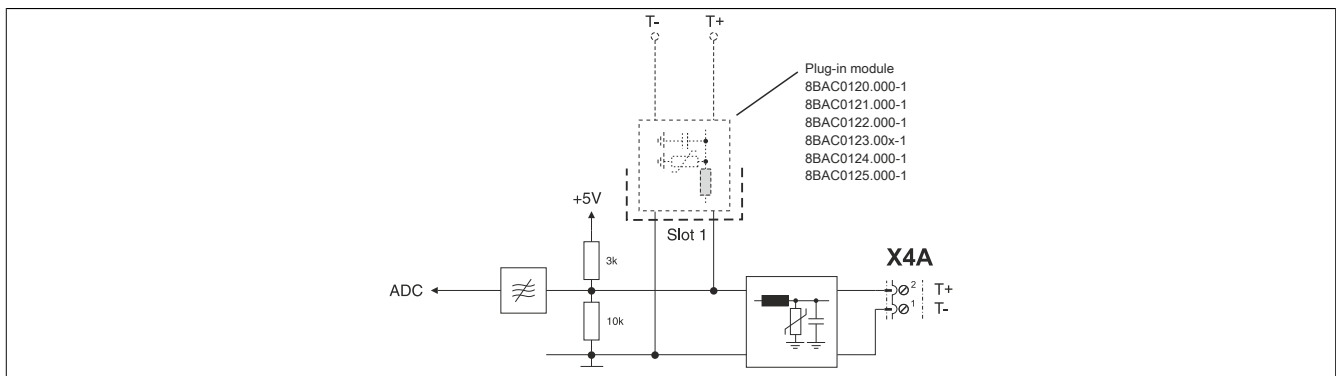 T- T+
Plug-in module
8BAC0120.000-1
8BAC0121.000-1
8BAC0122.000-1
8BAC0123.00x-1
8BAC0124.000-1
8BAC0125.000-1
+5V
Slot 1
3k
X4A
ADC
2 T+
1 T-
10k